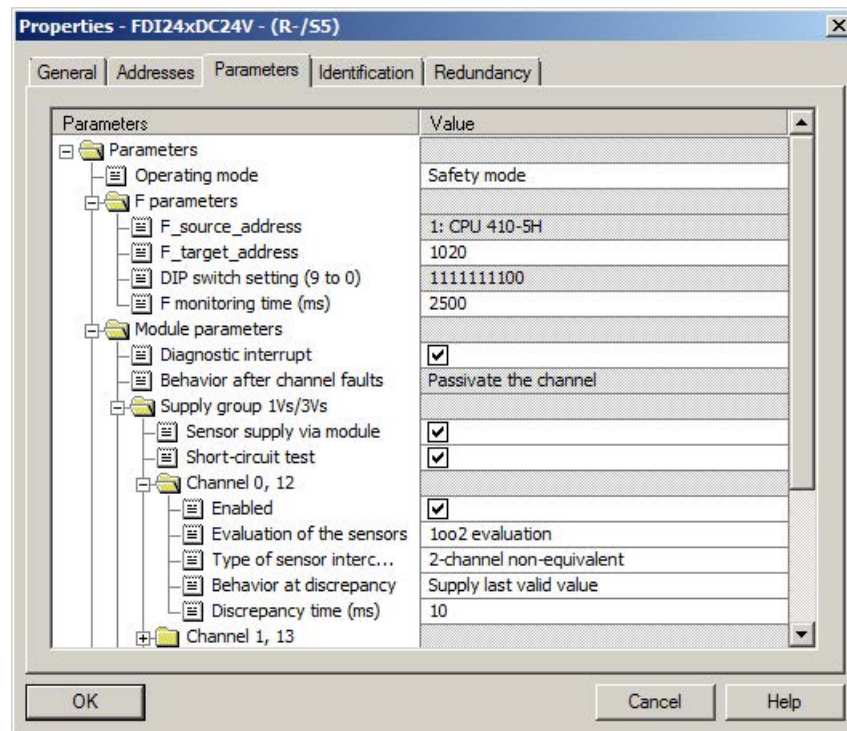 Properties - FDI24xDC24V - (R-/S5)
General Addresses Parameters Identification Redundancy
Parameters Value
Parameters
Operating mode Safety mode
F parameters
F_source_address 1: CPU 410-5H
F_target_address 1020
DIP switch setting (9 to 0) 1111111100
F monitoring time (ms) 2500
Module parameters
Diagnostic interrupt
Behavior after channel faults Passivate the channel
Supply group 1Vs/3Vs
Sensor supply via module
Short-circuit test
Channel 0, 12
Enabled
Evaluation of the sensors 1oo2 evaluation
Type of sensor interc... 2-channel non-equivalent
Behavior at discrepancy Supply last valid value
Discrepancy time (ms) 10
Channel 1, 13
OK Cancel Help